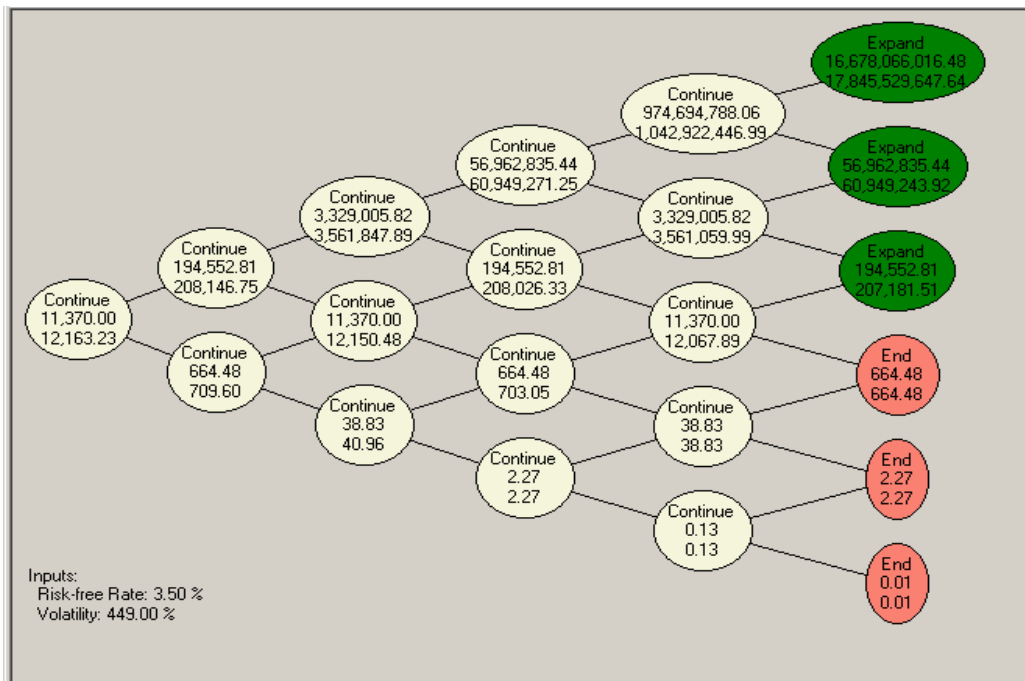 Expand
16,678,066,016.48
17,845,529,647.64
Continue
974,694,788.06
1,042,922,446.99
Continue
56,962,835.44
60,949,271.25
Expand
56,962,835.44
60,949,243.92
Continue
3,329,005.82
3,561,847.89
Continue
3,329,005.82
3,561,059.99
Continue
194,552.81
208,146.75
Continue
194,552.81
208,026.33
Expand
194,552.81
207,181.51
Continue
11,370.00
12,163.23
Continue
11,370.00
12,150.48
Continue
11,370.00
12,067.89
Continue
664.48
709.60
Continue
664.48
703.05
End
664.48
664.48
Continue
38.83
40.96
Continue
38.83
38.83
Continue
2.27
2.27
End
2.27
2.27
Continue
0.13
0.13
End
0.01
0.01
Inputs:
Risk-free Rate: 3.50 %
Volatility: 449.00 %